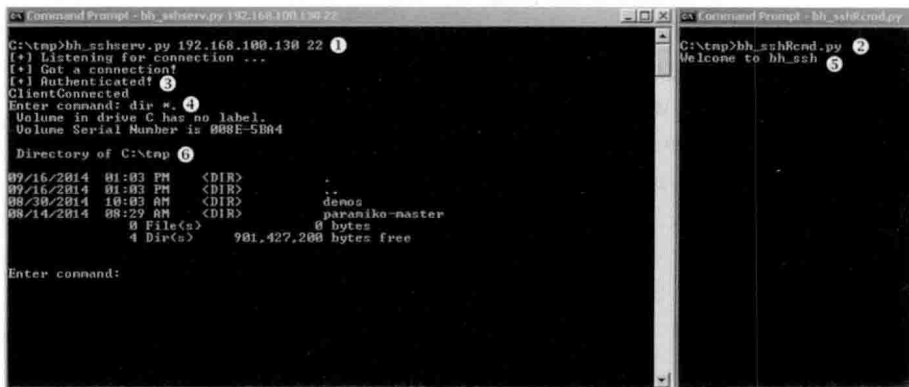 Command Prompt - bh_sshserv.py 192.168.100.130 22
C:\tmp>bh_sshserv.py 192.168.100.130 22 ①
[+] Listening for connection ...
[+] Got a connection!
[+] Authenticated! ③
ClientConnected
Enter command: dir *. ④
Volume in drive C has no label.
Volume Serial Number is 008E-5BA4
Directory of C:\tmp ⑥
09/16/2014 01:03 PM <DIR> .
09/16/2014 01:03 PM <DIR> ..
08/30/2014 10:03 AM <DIR> demos
08/14/2014 08:29 AM <DIR> paramiko-master
0 File(s) 0 bytes
4 Dir(s) 901,427,200 bytes free
Enter command:
Command Prompt - bh_sshRcmd.py
C:\tmp>bh_sshRcmd.py ②
Welcome to bh_ssh ⑤